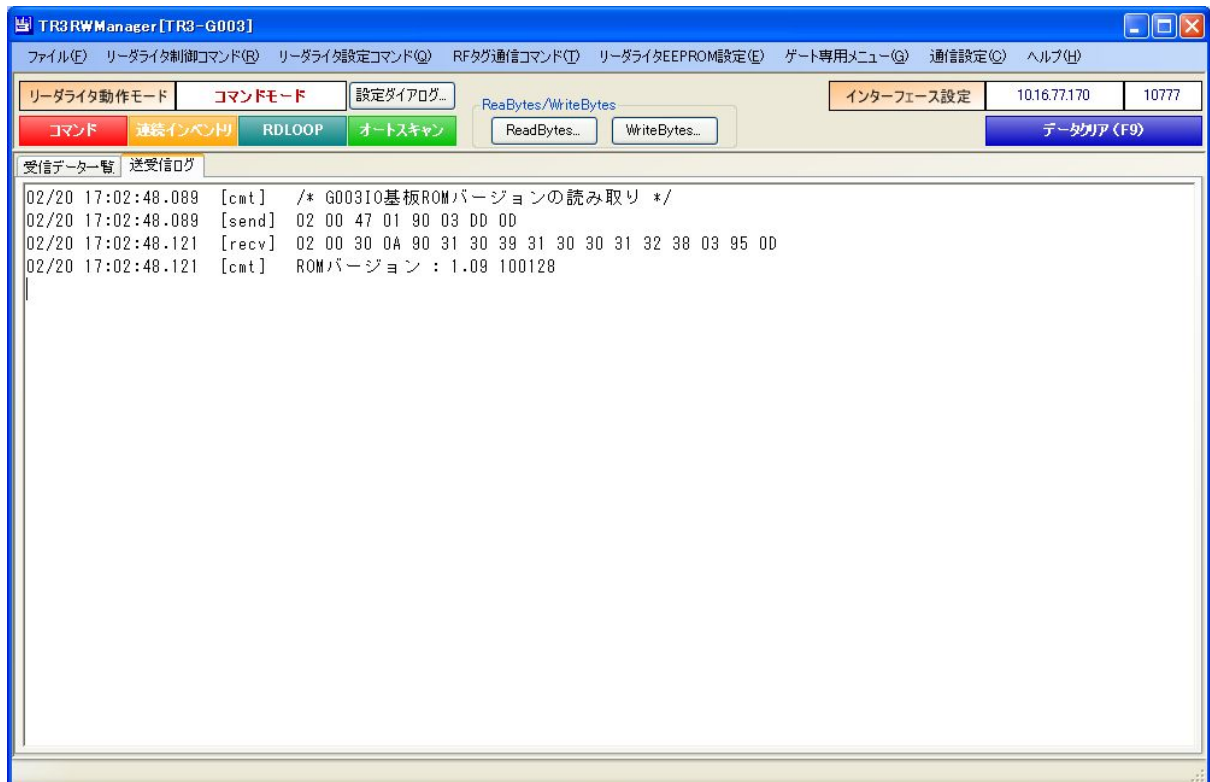 TR3RWManager[TR3-G003]
ファイル(F) リーダライタ制御コマンド(R) リーダライタ設定コマンド(Q) RFタグ通信コマンド(T) リーダライタEEPROM設定(E) ゲート専用メニュー(G) 通信設定(C) ヘルプ(H)
リーダライタ動作モード コマンドモード 設定ダイアログ... ReaBytes/WriteBytes インターフェース設定 10.16.77.170 10777
コマンド 連続インベントリ RDLOOP オートスキャン ReadBytes... WriteBytes... データクリア (F9)
受信データ一覧 送受信ログ
02/20 17:02:48.089 [cmt] /* G003IO基板ROMバージョンの読み取り */
02/20 17:02:48.089 [send] 02 00 47 01 90 03 DD 0D
02/20 17:02:48.121 [recv] 02 00 30 0A 90 31 30 39 31 30 30 31 32 38 03 95 0D
02/20 17:02:48.121 [cmt] ROMバージョン : 1.09 100128